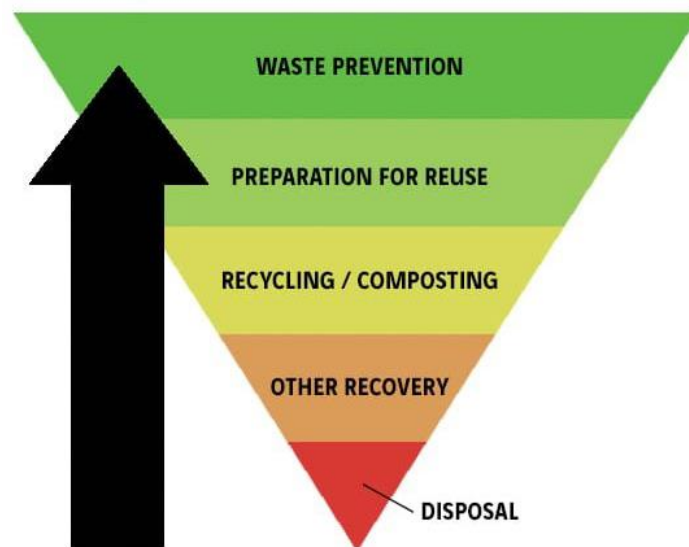 WASTE PREVENTION
PREPARATION FOR REUSE
RECYCLING / COMPOSTING
OTHER RECOVERY
DISPOSAL